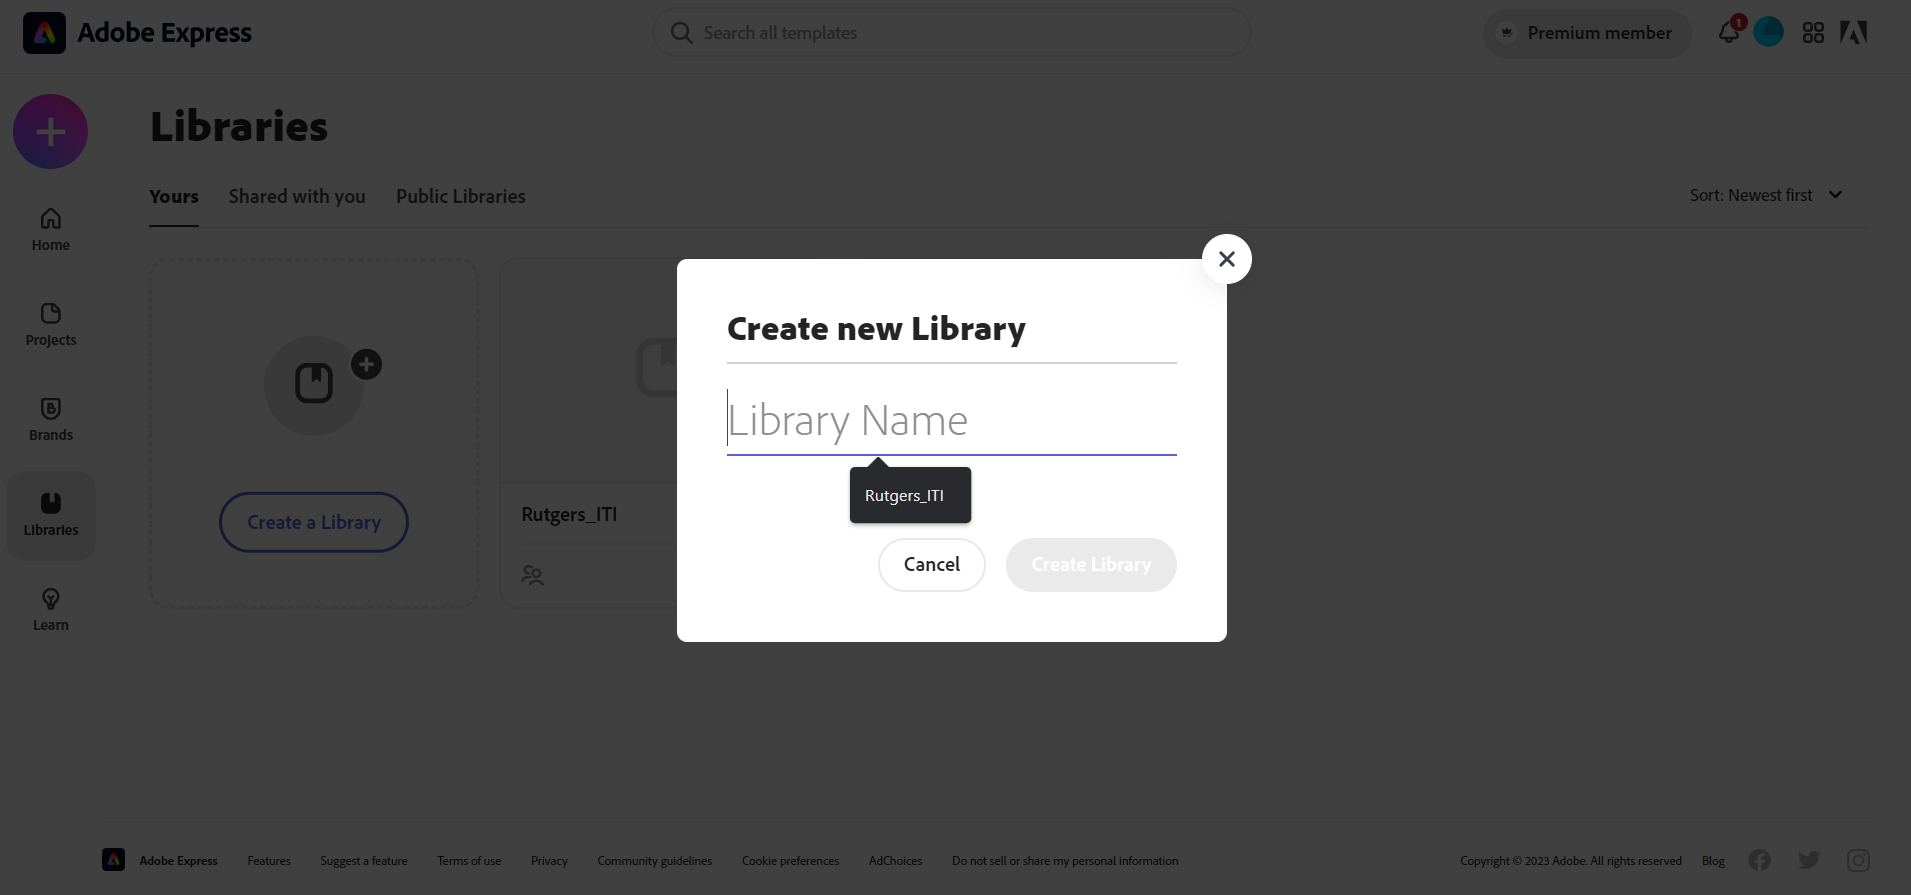 Adobe Express
Search all templates
Premium member
1
Libraries
Yours
Shared with you
Public Libraries
Sort: Newest first
Home
Projects
Brands
Libraries
Learn
Create a Library
Rutgers_ITI
Create new Library
Library Name
Rutgers_ITI
Cancel
Create Library
Adobe Express
Features
Suggest a feature
Terms of use
Privacy
Community guidelines
Cookie preferences
AdChoices
Do not sell or share my personal information
Copyright © 2023 Adobe. All rights reserved
Blog